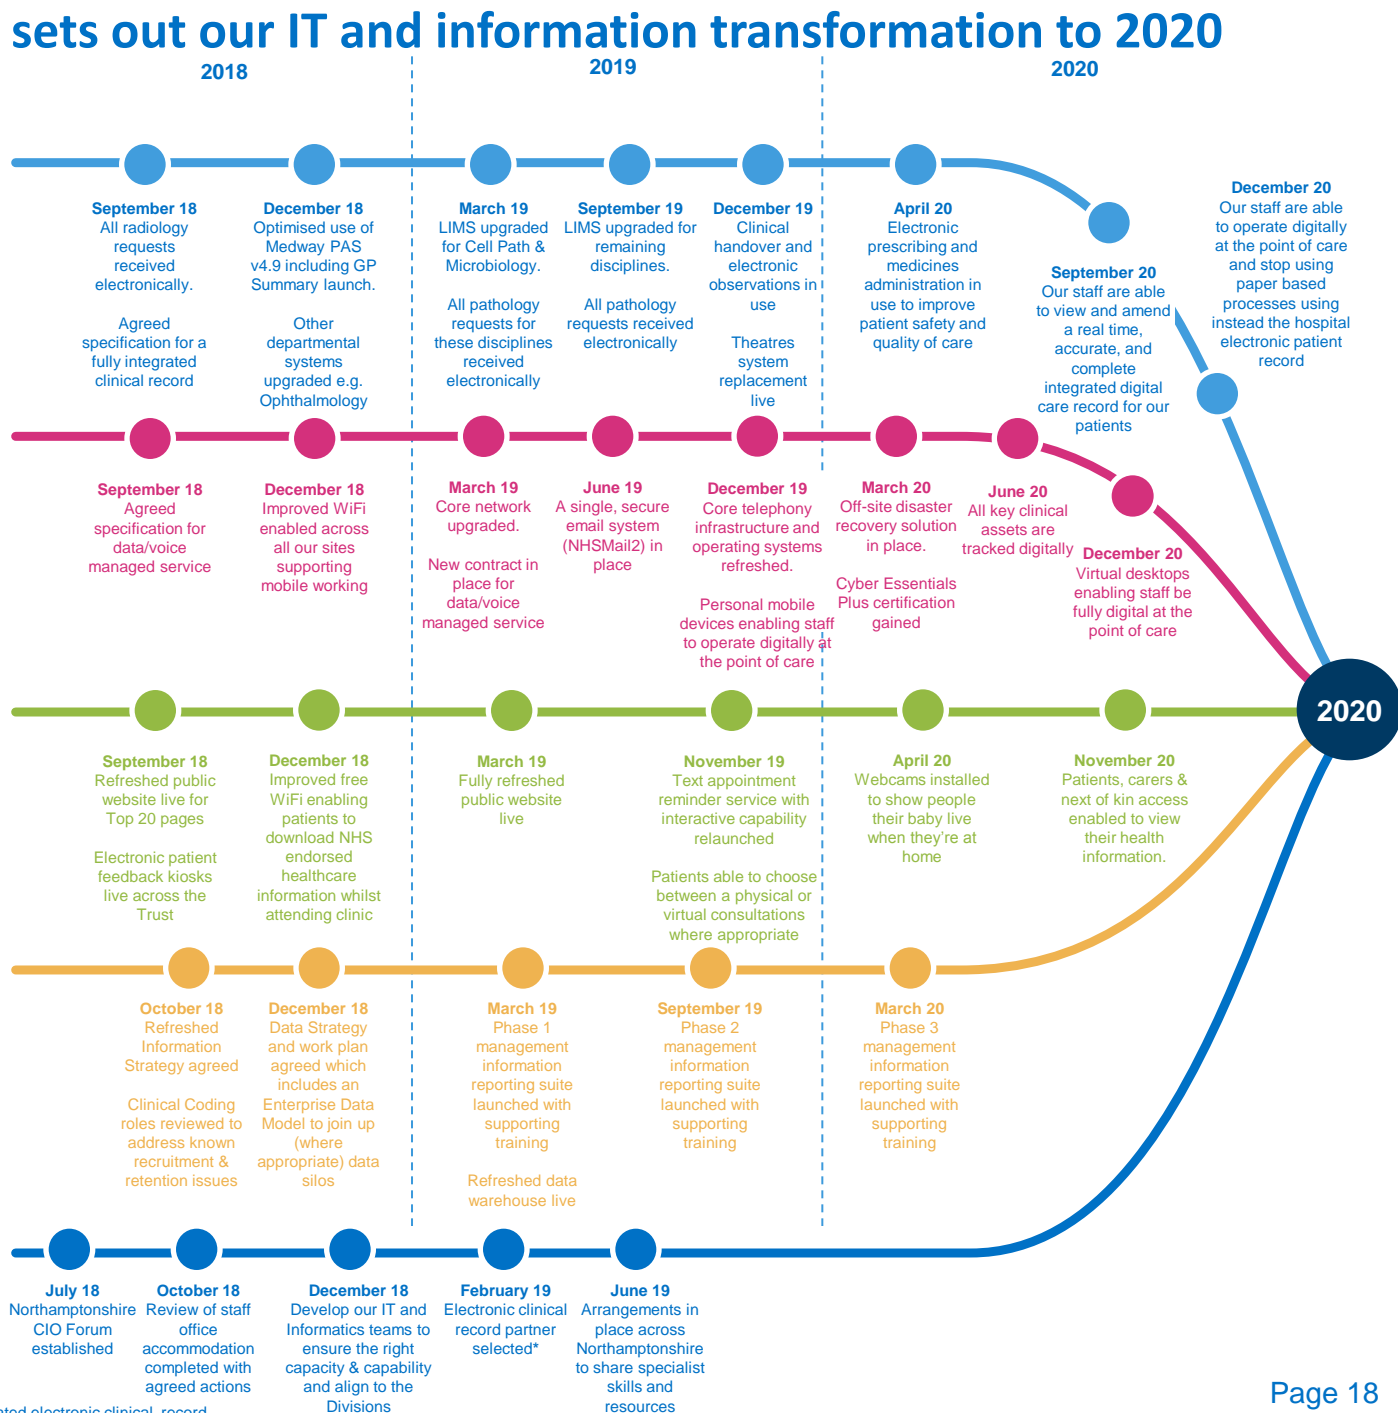 sets out our IT and information transformation to 2020
2018
2019
2020
September 18
All radiology
requests
received
electronically.
Agreed
specification for a
fully integrated
clinical record
December 18
Optimised use of
Medway PAS
v4.9 including GP
Summary launch.
Other
departmental
systems
upgraded e.g.
Ophthalmology
March 19
LIMS upgraded
for Cell Path &
Microbiology.
All pathology
requests for
these disciplines
received
electronically
September 19
LIMS upgraded for
remaining
disciplines.
All pathology
requests received
electronically
December 19
Clinical
handover and
electronic
observations in
use
Theatres
system
replacement
live
April 20
Electronic
prescribing and
medicines
administration in
use to improve
patient safety and
quality of care
September 20
Our staff are able
to view and amend
a real time,
accurate, and
complete
integrated digital
care record for our
patients
December 20
Our staff are able
to operate digitally
at the point of care
and stop using
paper based
processes using
instead the hospital
electronic patient
record
September 18
Agreed
specification for
data/voice
managed service
December 18
Improved WiFi
enabled across
all our sites
supporting
mobile working
March 19
Core network
upgraded.
New contract in
place for
data/voice
managed service
June 19
A single, secure
email system
(NHSMail2) in
place
December 19
Core telephony
infrastructure and
operating systems
refreshed.
Personal mobile
devices enabling staff
to operate digitally at
the point of care
March 20
Off-site disaster
recovery solution
in place.
Cyber Essentials
Plus certification
gained
June 20
All key clinical
assets are
tracked digitally
December 20
Virtual desktops
enabling staff be
fully digital at the
point of care
2020
September 18
Refreshed public
website live for
Top 20 pages
Electronic patient
feedback kiosks
live across the
Trust
December 18
Improved free
WiFi enabling
patients to
download NHS
endorsed
healthcare
information whilst
attending clinic
March 19
Fully refreshed
public website
live
November 19
Text appointment
reminder service with
interactive capability
relaunched
Patients able to choose
between a physical or
virtual consultations
where appropriate
April 20
Webcams installed
to show people
their baby live
when they're at
home
November 20
Patients, carers &
next of kin access
enabled to view
their health
information.
October 18
Refreshed
Information
Strategy agreed
Clinical Coding
roles reviewed to
address known
recruitment &
retention issues
December 18
Data Strategy
and work plan
agreed which
includes an
Enterprise Data
Model to join up
(where
appropriate) data
silos
March 19
Phase 1
management
information
reporting suite
launched with
supporting
training
Refreshed data
warehouse live
September 19
Phase 2
management
information
reporting suite
launched with
supporting
training
March 20
Phase 3
management
information
reporting suite
launched with
supporting
training
July 18
Northamptonshire
CIO Forum
established
October 18
Review of staff
office
accommodation
completed with
agreed actions
December 18
Develop our IT and
Informatics teams to
ensure the right
capacity & capability
and align to the
Divisions
February 19
Electronic clinical
record partner
selected*
June 19
Arrangements in
place across
Northamptonshire
to share specialist
skills and
resources
electronic clinical record
Page 18